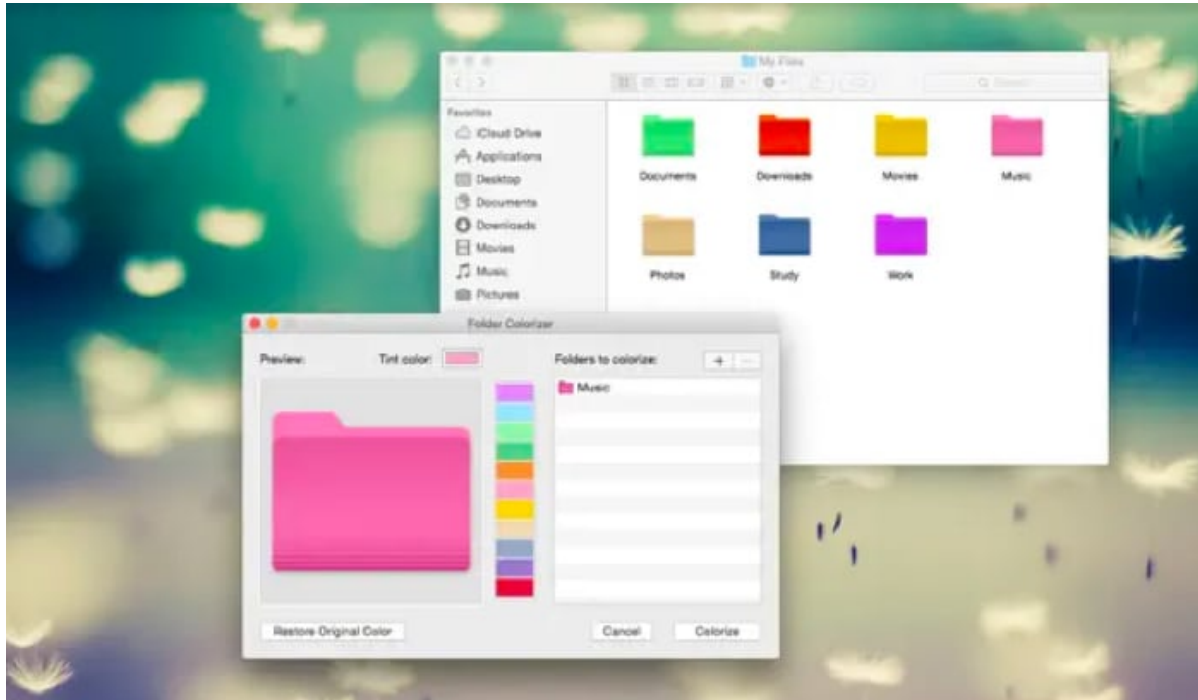 My Files
Favorites
iCloud Drive
Applications
Desktop
Documents
Downloads
Movies
Music
Pictures
Documents
Downloads
Movies
Music
Photos
Study
Work
Folder Colorizer
Preview:
Tint color:
Folders to colorize:
+
Music
Restore Original Color
Cancel
Colorize